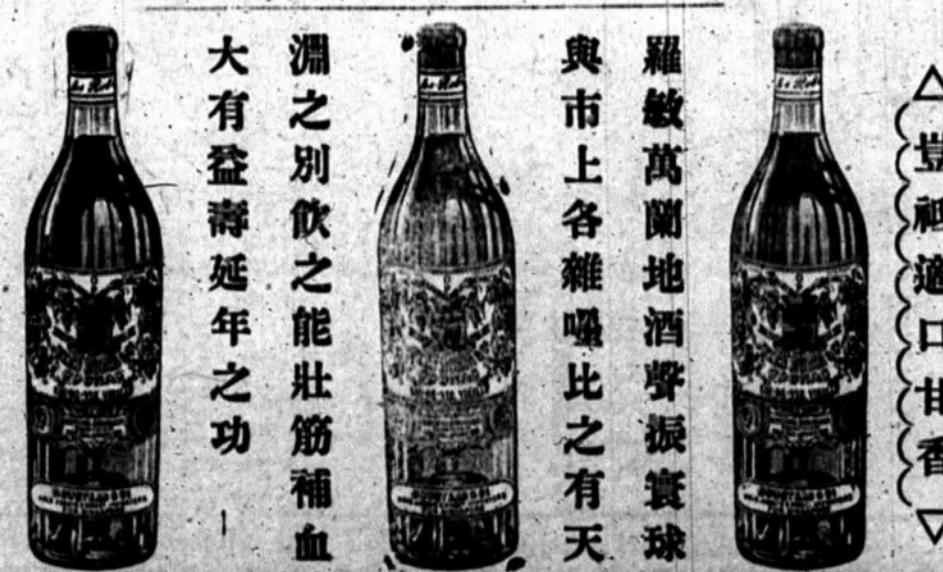 豈祗適口甘香
羅敏萬蘭地酒聲振寰球
與市上各雜嘜比之有天
淵之別飲之能壯筋補血
大有益壽延年之功